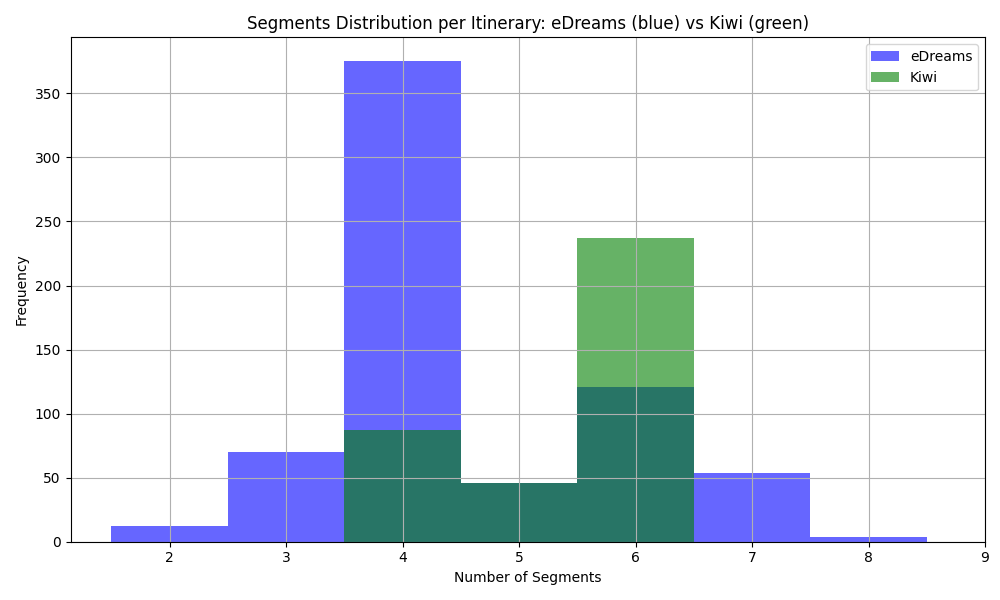 Segments Distribution per Itinerary: eDreams (blue) vs Kiwi (green)
eDreams
Kiwi
Frequency
350
300
250
200
150
100
50
0
2 3 4 5 6 7 8 9
Number of Segments